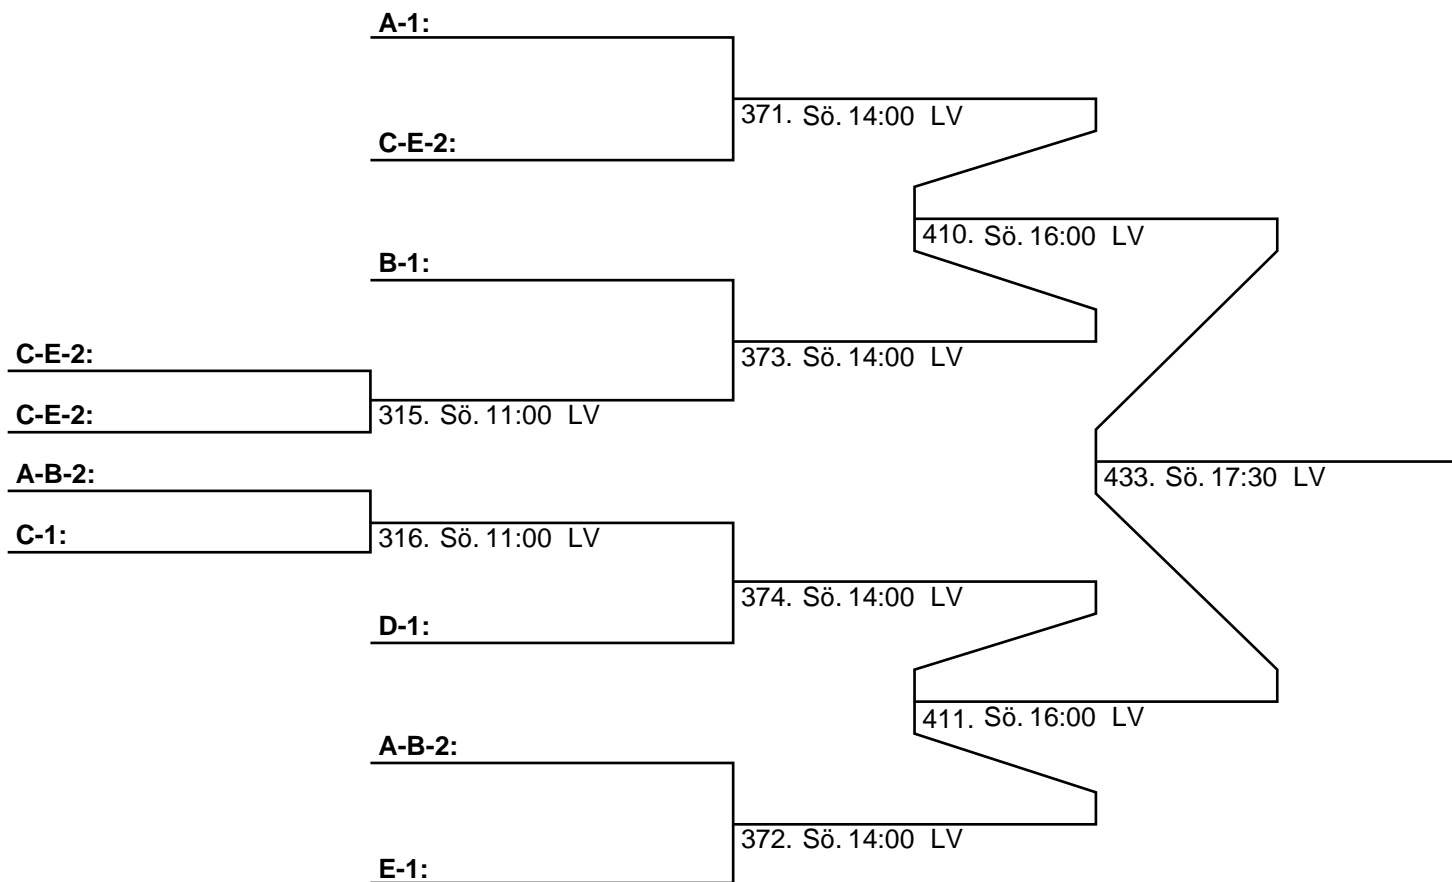 A-1:
371. Sö. 14:00 LV
C-E-2:
410. Sö. 16:00 LV
B-1:
373. Sö. 14:00 LV
C-E-2:
C-E-2:
315. Sö. 11:00 LV
A-B-2:
433. Sö. 17:30 LV
C-1:
316. Sö. 11:00 LV
374. Sö. 14:00 LV
D-1:
411. Sö. 16:00 LV
A-B-2:
372. Sö. 14:00 LV
E-1: